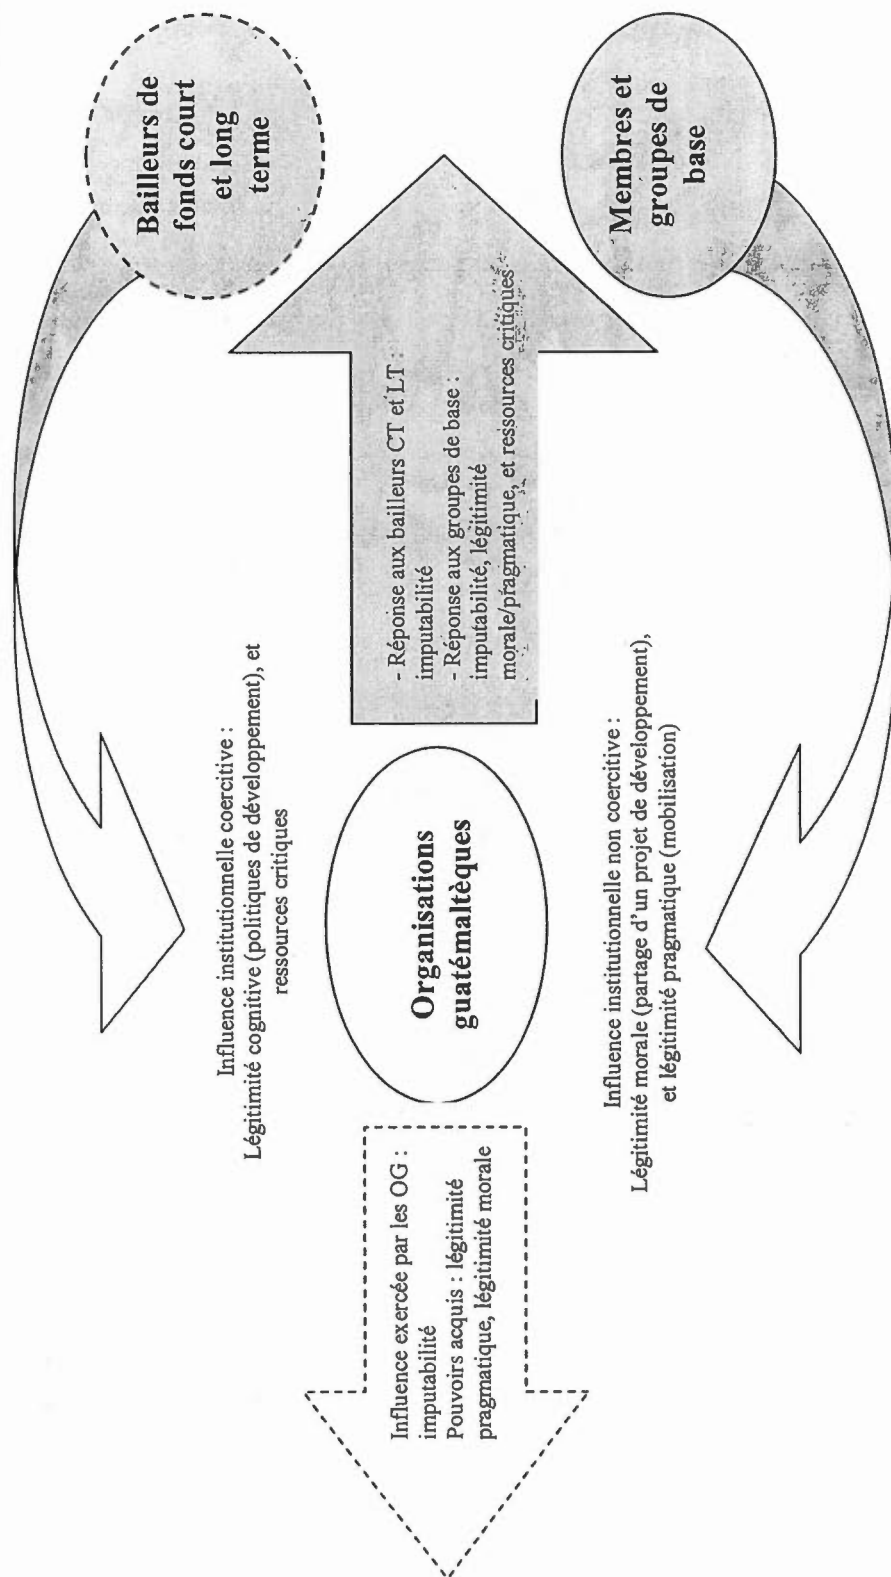 Bailleurs de
fonds court
et long
terme
Influence institutionnelle coercitive :
Légitimité cognitive (politiques de développement), et
ressources critiques
Influence exercée par les OG :
imputabilité
Pouvoirs acquis : légitimité
pragmatique, légitimité morale
Organisations
guatémaltèques
- Réponse aux bailleurs CT et LT :
imputabilité
- Réponse aux groupes de base :
imputabilité, légitimité
morale/pragmatique, et ressources critiques
Influence institutionnelle non coercitive :
Légitimité morale (partage d'un projet de développement),
et légitimité pragmatique (mobilisation)
Membres et
groupes de
base